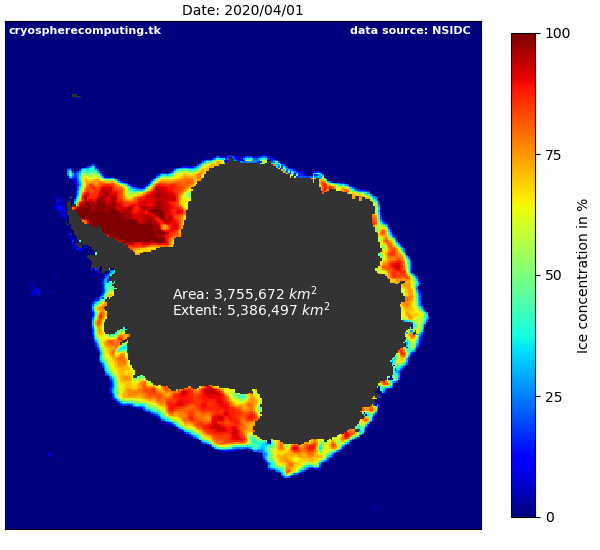 Date: 2020/04/01
cryospherecomputing.tk
data source: NSIDC
Area: 3,755,672 km²
Extent: 5,386,497 km²
100
75
50
25
0
Ice concentration in %